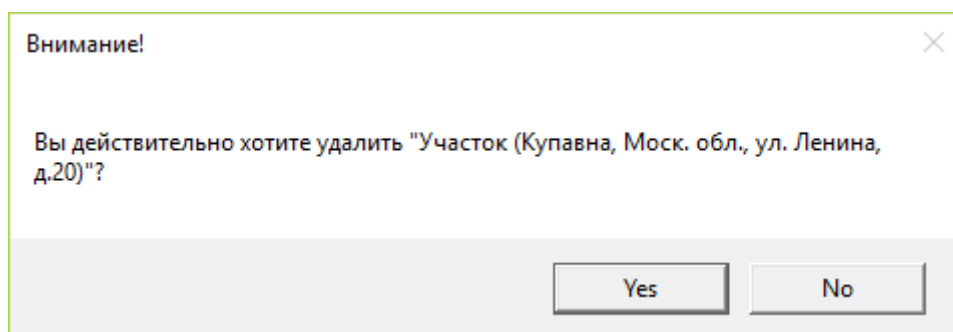 Внимание!
Вы действительно хотите удалить "Участок (Купавна, Моск. обл., ул. Ленина,
д.20)"?
Yes
No